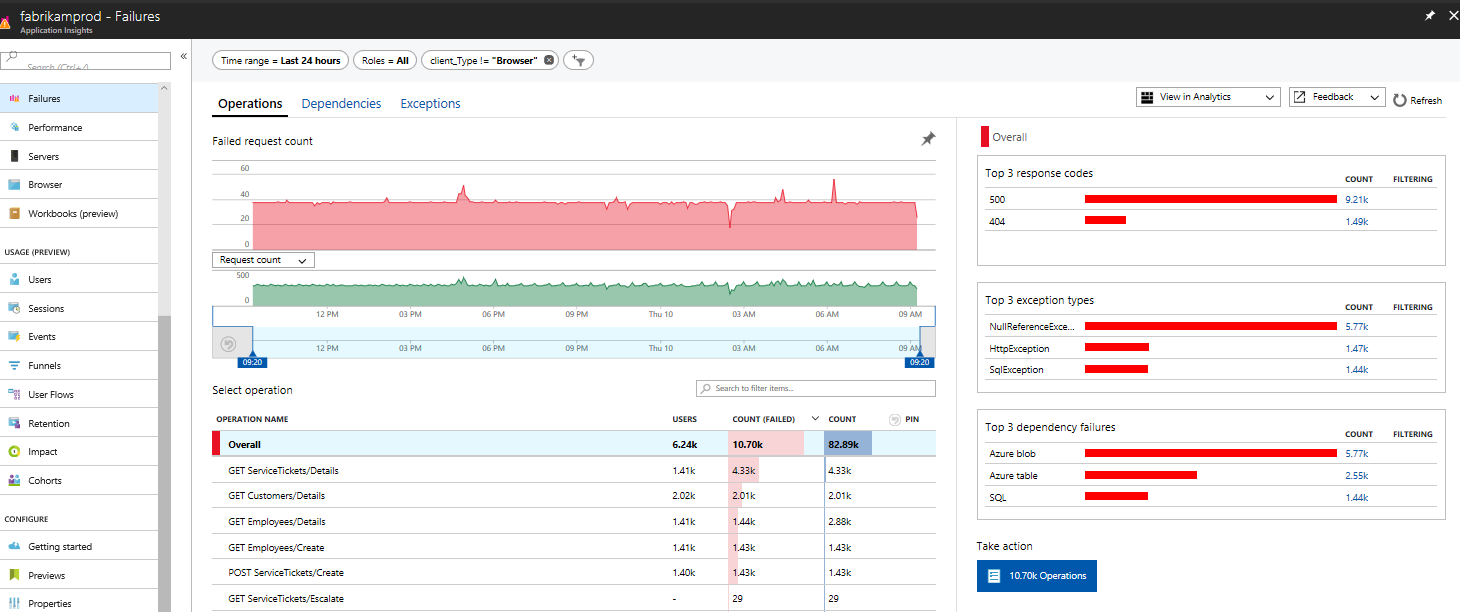 fabrikamprod - Failures
Application Insights
Search (Ctrl+/)
«
Failures
Performance
Servers
Browser
Workbooks (preview)
USAGE (PREVIEW)
Users
Sessions
Events
Funnels
User Flows
Retention
Impact
Cohorts
CONFIGURE
Getting started
Previews
Properties
Time range = Last 24 hours
Roles = All
client_Type != "Browser"
Operations Dependencies Exceptions
View in Analytics
Feedback
Refresh
Failed request count
60
40
20
0
Request count
500
0
12 PM 03 PM 06 PM 09 PM Thu 10 03 AM 06 AM 09 AM
12 PM 03 PM 06 PM 09 PM Thu 10 03 AM 06 AM 09 AM
09:20 09:20
Select operation
Search to filter items...
OPERATION NAME USERS COUNT (FAILED) COUNT PIN
Overall 6.24k 10.70k 82.89k
GET ServiceTickets/Details 1.41k 4.33k 4.33k
GET Customers/Details 2.02k 2.01k 2.01k
GET Employees/Details 1.41k 1.44k 2.88k
GET Employees/Create 1.41k 1.43k 1.43k
POST ServiceTickets/Create 1.40k 1.43k 1.43k
GET ServiceTickets/Escalate - 29 29
Overall
Top 3 response codes
COUNT FILTERING
500 9.21k
404 1.49k
Top 3 exception types
COUNT FILTERING
NullReferenceExce... 5.77k
HttpException 1.47k
SqlException 1.44k
Top 3 dependency failures
COUNT FILTERING
Azure blob 5.77k
Azure table 2.55k
SQL 1.44k
Take action
10.70k Operations